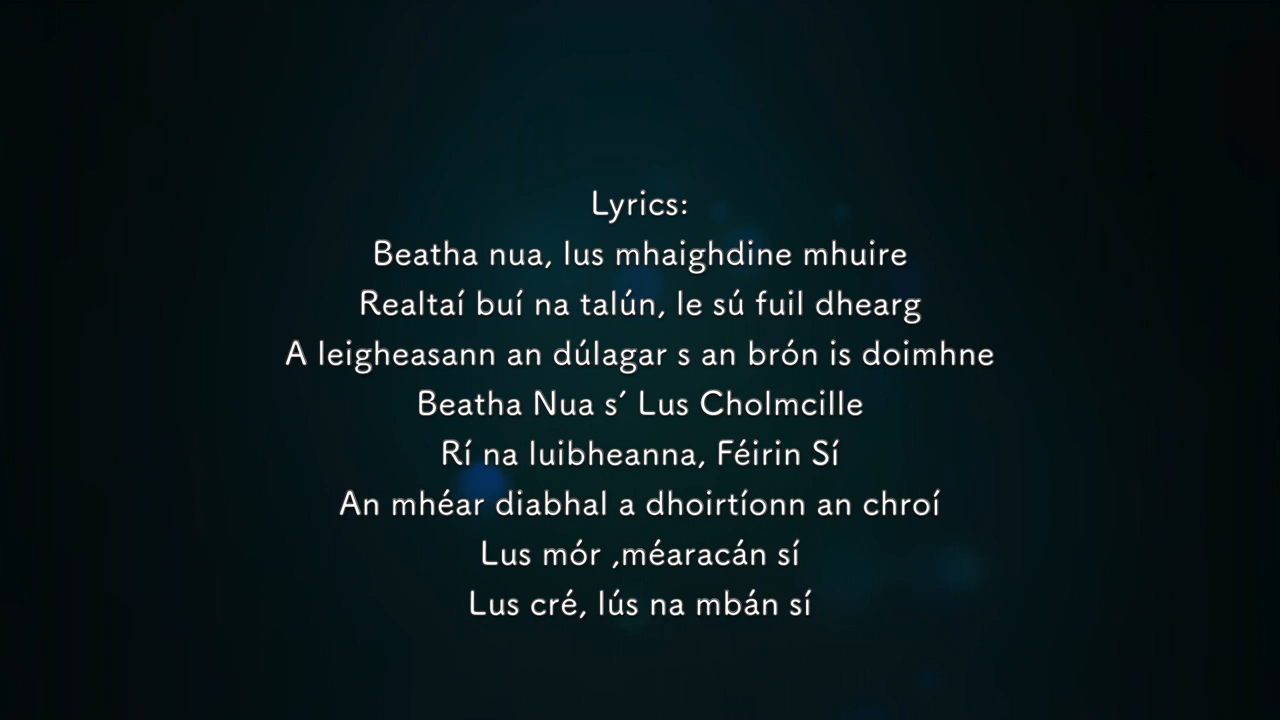 Lyrics:
Beatha nua, lus mhaighdine mhuire
Realtaí buí na talún, le sú fuil dhearg
A leigheasann an dúlagar s an brón is doimhne
Beatha Nua s´ Lus Cholmcille
Rí na luibheanna, Féirin Sí
An mhéar diabhal a dhoirtíonn an chroí
Lus mór ,méaracán sí
Lus cré, lús na mbán sí